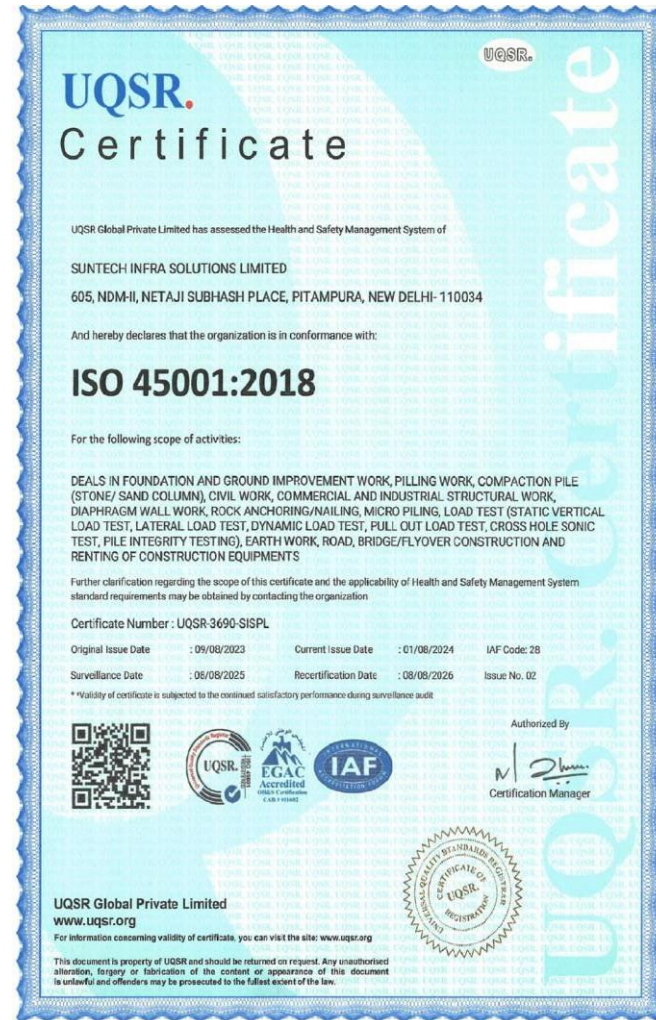 UQSR.
UQSR.
Certificate
UQSR Global Private Limited has assessed the Health and Safety Management System of
SUNTECH INFRA SOLUTIONS LIMITED
605, NDM-II, NETAJI SUBHASH PLACE, PITAMPURA, NEW DELHI- 110034
And hereby declares that the organization is in conformance with:
ISO 45001:2018
For the following scope of activities:
DEALS IN FOUNDATION AND GROUND IMPROVEMENT WORK, PILLING WORK, COMPACTION PILE
(STONE/ SAND COLUMN), CIVIL WORK, COMMERCIAL AND INDUSTRIAL STRUCTURAL WORK,
DIAPHRAGM WALL WORK, ROCK ANCHORING/NAILING, MICRO PILING, LOAD TEST (STATIC VERTICAL
LOAD TEST, LATERAL LOAD TEST, DYNAMIC LOAD TEST, PULL OUT LOAD TEST, CROSS HOLE SONIC
TEST, PILE INTEGRITY TESTING), EARTH WORK, ROAD, BRIDGE/FLYOVER CONSTRUCTION AND
RENTING OF CONSTRUCTION EQUIPMENTS
Further clarification regarding the scope of this certificate and the applicability of Health and Safety Management System
standard requirements may be obtained by contacting the organization
Certificate Number : UQSR-3690-SISPL
Original Issue Date : 09/08/2023 Current Issue Date : 01/08/2024 IAF Code: 28
Surveillance Date : 08/08/2025 Recertification Date : 08/08/2026 Issue No. 02
* *Validity of certificate is subjected to the continued satisfactory performance during surveillance audit
Authorized By
Certification Manager
UQSR.
EGAC
Accredited
OH&S Certification
IAF
UNIVERSAL QUALITY STANDARDS REGISTRAR
CERTIFICATE OF
UQSR.
REGISTRATION
UQSR Global Private Limited
www.uqsr.org
For information concerning validity of certificate, you can visit the site: www.uqsr.org
This document is property of UQSR and should be returned on request. Any unauthorised
alteration, forgery or fabrication of the content or appearance of this document
is unlawful and offenders may be prosecuted to the fullest extent of the law.
UQSR. Certificate